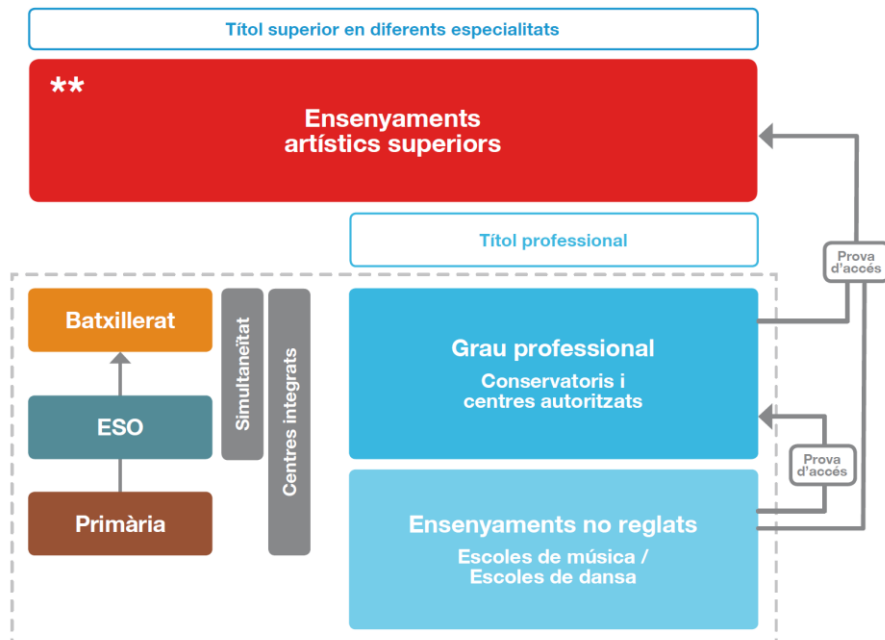 Títol superior en diferents especialitats
**
Ensenyaments
artístics superiors
Títol professional
Prova
d'accés
Batxillerat
Simultaneïtat
Centres integrats
Grau professional
Conservatoris i
centres autoritzats
ESO
Prova
d'accés
Primària
Ensenyaments no reglats
Escoles de música /
Escoles de dansa